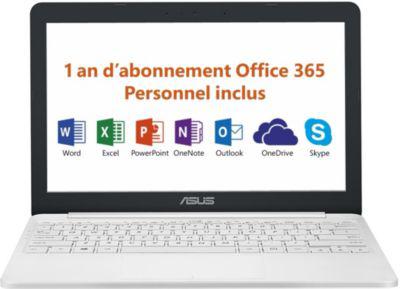 1 an d’abonnement Office 365
Personnel inclus
W X P N O S
Word Excel PowerPoint OneNote Outlook OneDrive Skype
ASUS